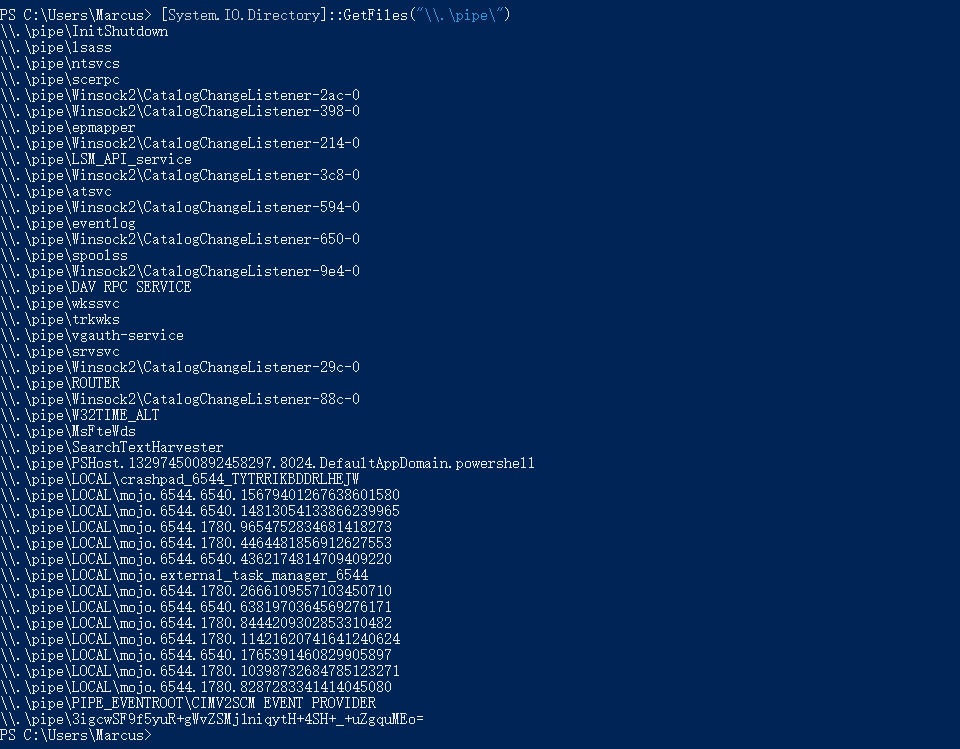 PS C:\Users\Marcus> [System.IO.Directory]::GetFiles("\\.\pipe\")
\\.\pipe\InitShutdown
\\.\pipe\lsass
\\.\pipe\ntsvcs
\\.\pipe\scerpc
\\.\pipe\Winsock2\CatalogChangeListener-2ac-0
\\.\pipe\Winsock2\CatalogChangeListener-398-0
\\.\pipe\epmapper
\\.\pipe\Winsock2\CatalogChangeListener-214-0
\\.\pipe\LSM_API_service
\\.\pipe\Winsock2\CatalogChangeListener-3c8-0
\\.\pipe\atsvc
\\.\pipe\Winsock2\CatalogChangeListener-594-0
\\.\pipe\eventlog
\\.\pipe\Winsock2\CatalogChangeListener-650-0
\\.\pipe\spoolss
\\.\pipe\Winsock2\CatalogChangeListener-9e4-0
\\.\pipe\DAV RPC SERVICE
\\.\pipe\wkssvc
\\.\pipe\trkwks
\\.\pipe\vgauth-service
\\.\pipe\srvsvc
\\.\pipe\Winsock2\CatalogChangeListener-29c-0
\\.\pipe\ROUTER
\\.\pipe\Winsock2\CatalogChangeListener-88c-0
\\.\pipe\W32TIME_ALT
\\.\pipe\MsFteWds
\\.\pipe\SearchTextHarvester
\\.\pipe\PSHost.132974500892458297.8024.DefaultAppDomain.powershell
\\.\pipe\LOCAL\crashpad_6544_TYTRRIKBDDRLHEJW
\\.\pipe\LOCAL\mojo.6544.6540.15679401267638601580
\\.\pipe\LOCAL\mojo.6544.6540.14813054133866239965
\\.\pipe\LOCAL\mojo.6544.1780.9654752834681418273
\\.\pipe\LOCAL\mojo.6544.1780.4464481856912627553
\\.\pipe\LOCAL\mojo.6544.6540.4362174814709409220
\\.\pipe\LOCAL\mojo.external_task_manager_6544
\\.\pipe\LOCAL\mojo.6544.1780.2666109557103450710
\\.\pipe\LOCAL\mojo.6544.6540.6381970364569276171
\\.\pipe\LOCAL\mojo.6544.1780.8444209302853310482
\\.\pipe\LOCAL\mojo.6544.1780.11421620741641240624
\\.\pipe\LOCAL\mojo.6544.6540.1765391460829905897
\\.\pipe\LOCAL\mojo.6544.1780.10398732684785123271
\\.\pipe\LOCAL\mojo.6544.1780.8287283341414045080
\\.\pipe\PIPE_EVENTROOT\CIMV2SCM EVENT PROVIDER
\\.\pipe\3igcwSF9f5yuR+gWvZSMj1niqytH+4SH+_+uZgquMEo=
PS C:\Users\Marcus>